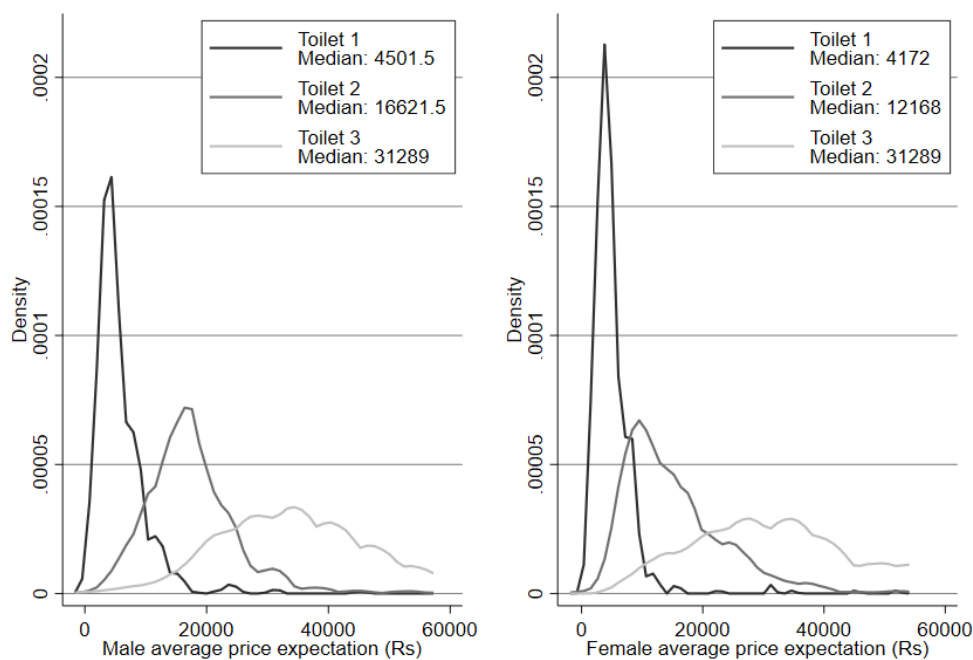 Toilet 1
Median: 4501.5
Toilet 2
Median: 16621.5
Toilet 3
Median: 31289
Density
0
.00005
.0001
.00015
.0002
0
20000
40000
60000
Male average price expectation (Rs)
Toilet 1
Median: 4172
Toilet 2
Median: 12168
Toilet 3
Median: 31289
Density
0
.00005
.0001
.00015
.0002
0
20000
40000
60000
Female average price expectation (Rs)